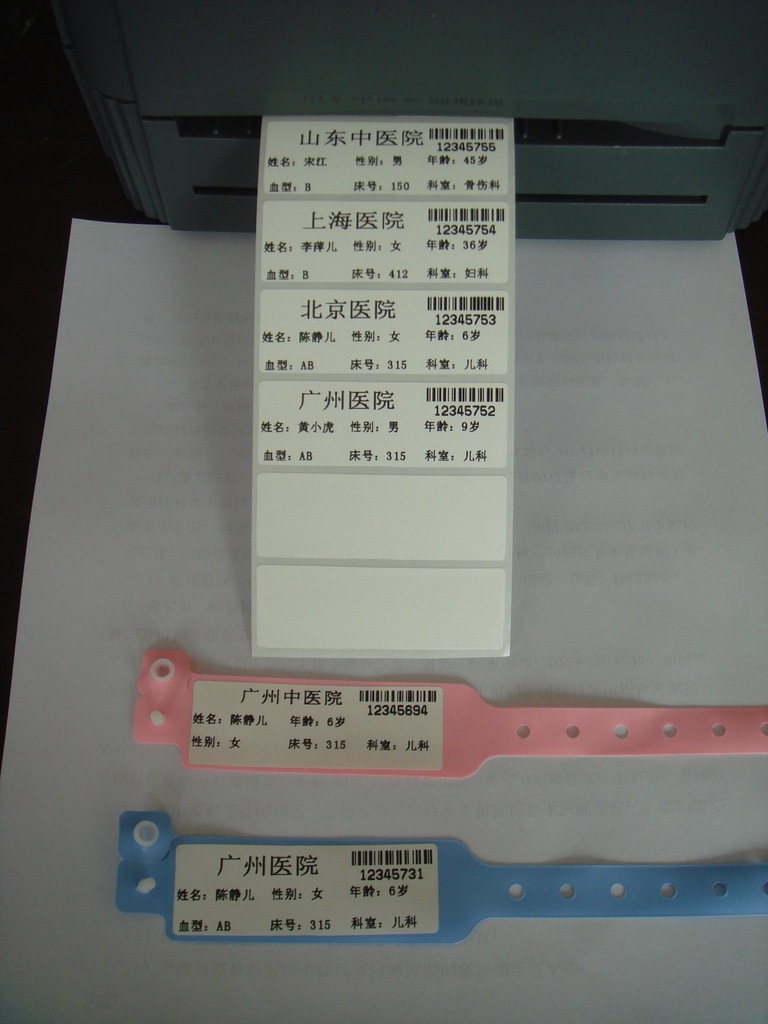 山东中医院
12345755
姓名：宋江 性别：男 年龄：45岁
血型：B 床号：150 科室：骨伤科
上海医院
12345754
姓名：李萍儿 性别：女 年龄：36岁
血型：B 床号：412 科室：妇科
北京医院
12345753
姓名：陈静儿 性别：女 年龄：6岁
血型：AB 床号：315 科室：儿科
广州医院
12345752
姓名：黄小虎 性别：男 年龄：9岁
血型：AB 床号：315 科室：儿科
广州中医院
12345694
姓名：陈静儿 年龄：6岁
性别：女 床号：315 科室：儿科
广州医院
12345731
姓名：陈静儿 性别：女 年龄：6岁
血型：AB 床号：315 科室：儿科